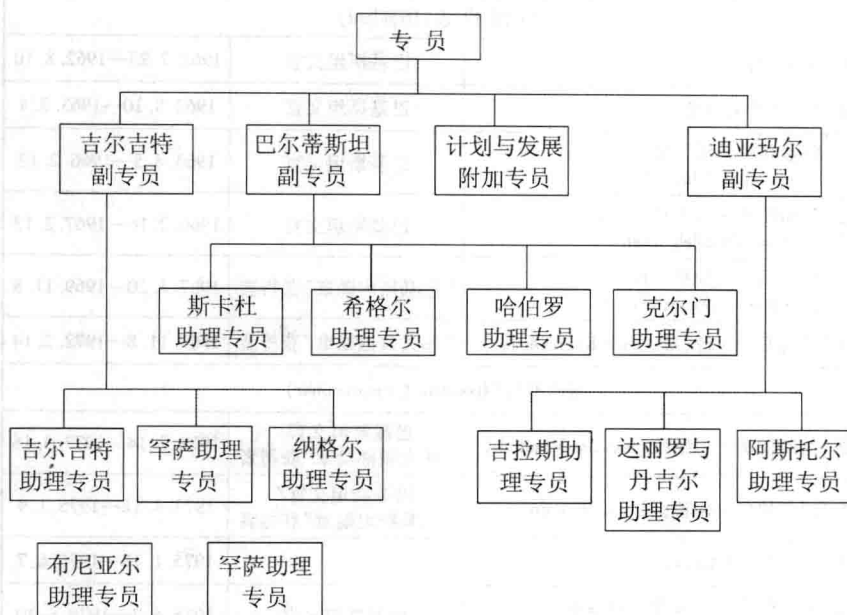 专 员
吉尔吉特
副专员
巴尔蒂斯坦
副专员
计划与发展
附加专员
迪亚玛尔
副专员
斯卡杜
助理专员
希格尔
助理专员
哈伯罗
助理专员
克尔门
助理专员
吉尔吉特
助理专员
罕萨助理
专员
纳格尔
助理专员
吉拉斯助
理专员
达丽罗与
丹吉尔
助理专员
阿斯托尔
助理专员
布尼亚尔
助理专员
罕萨助理
专员